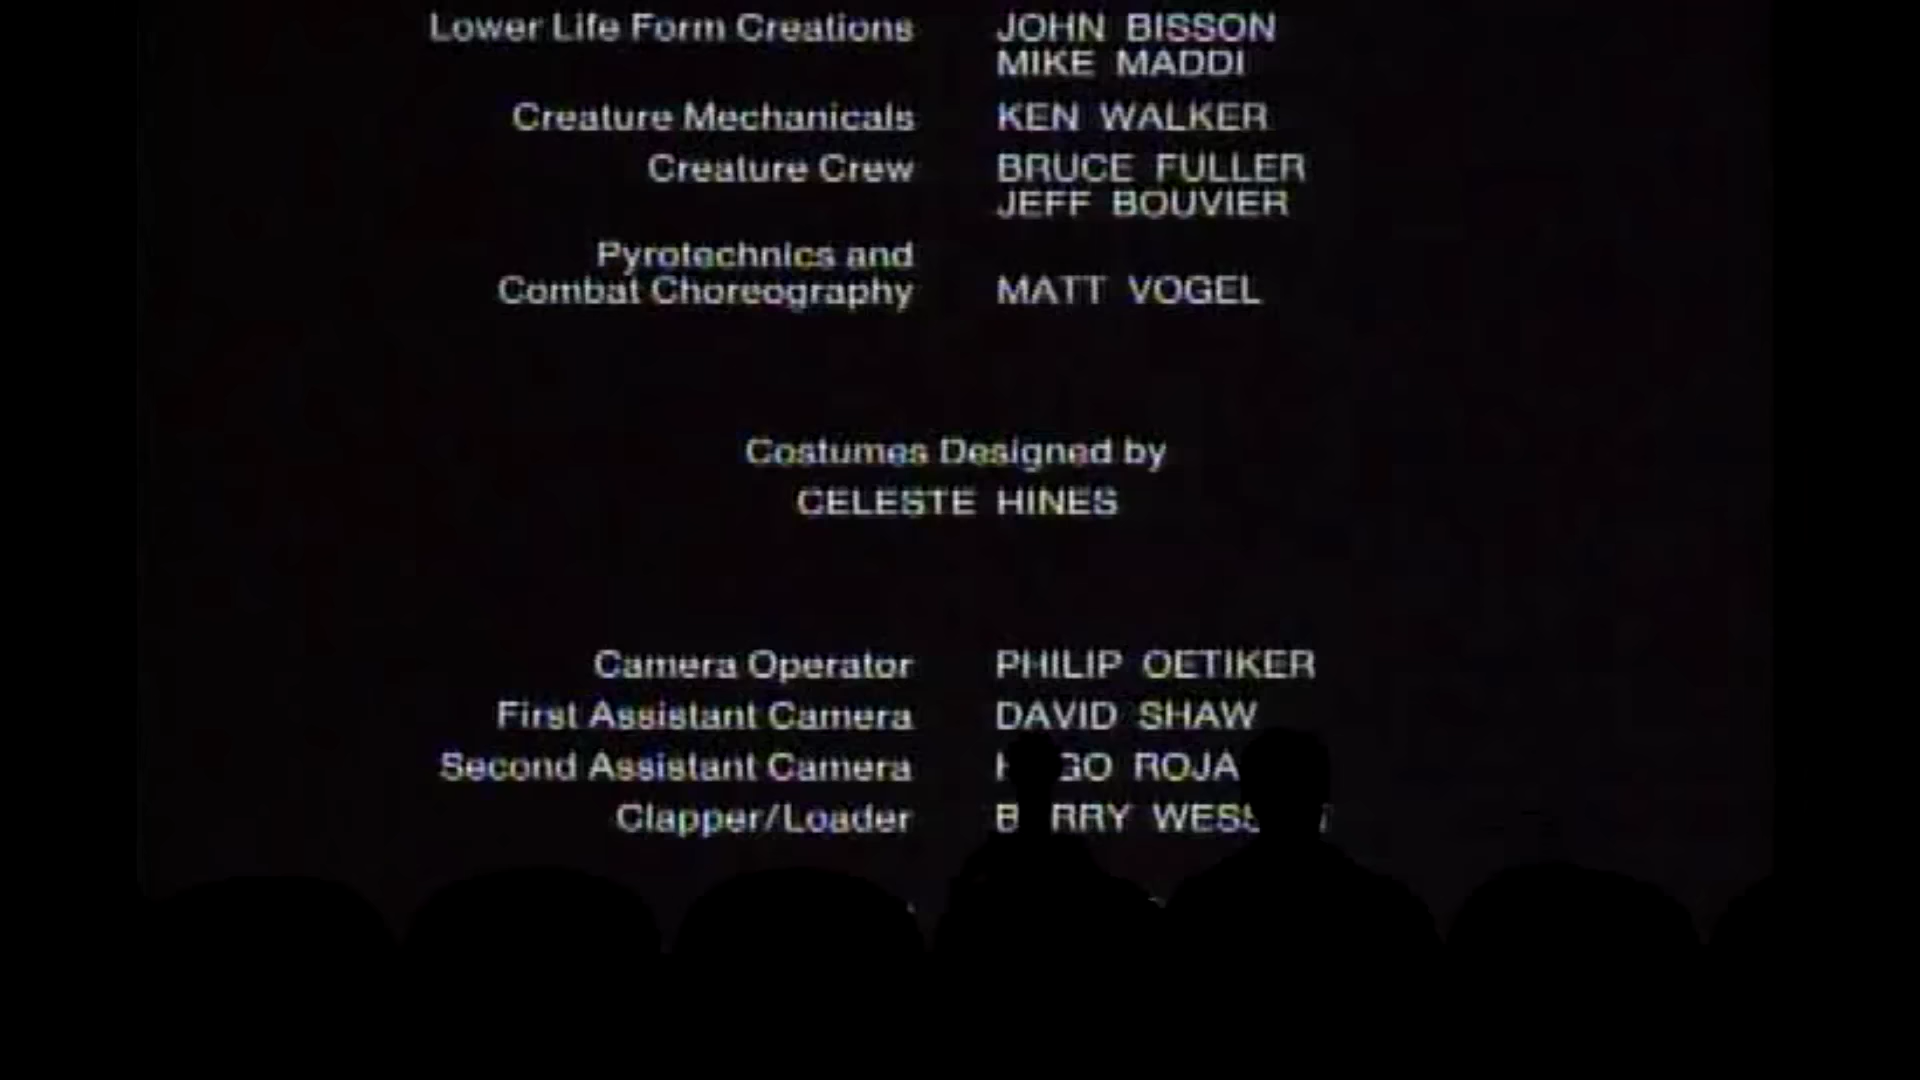 Lower Life Form Creations JOHN BISSON
MIKE MADDI
Creature Mechanicals KEN WALKER
Creature Crew BRUCE FULLER
JEFF BOUVIER
Pyrotechnics and
Combat Choreography MATT VOGEL
Costumes Designed by
CELESTE HINES
Camera Operator PHILIP OETIKER
First Assistant Camera DAVID SHAW
Second Assistant Camera
Clapper/Loader